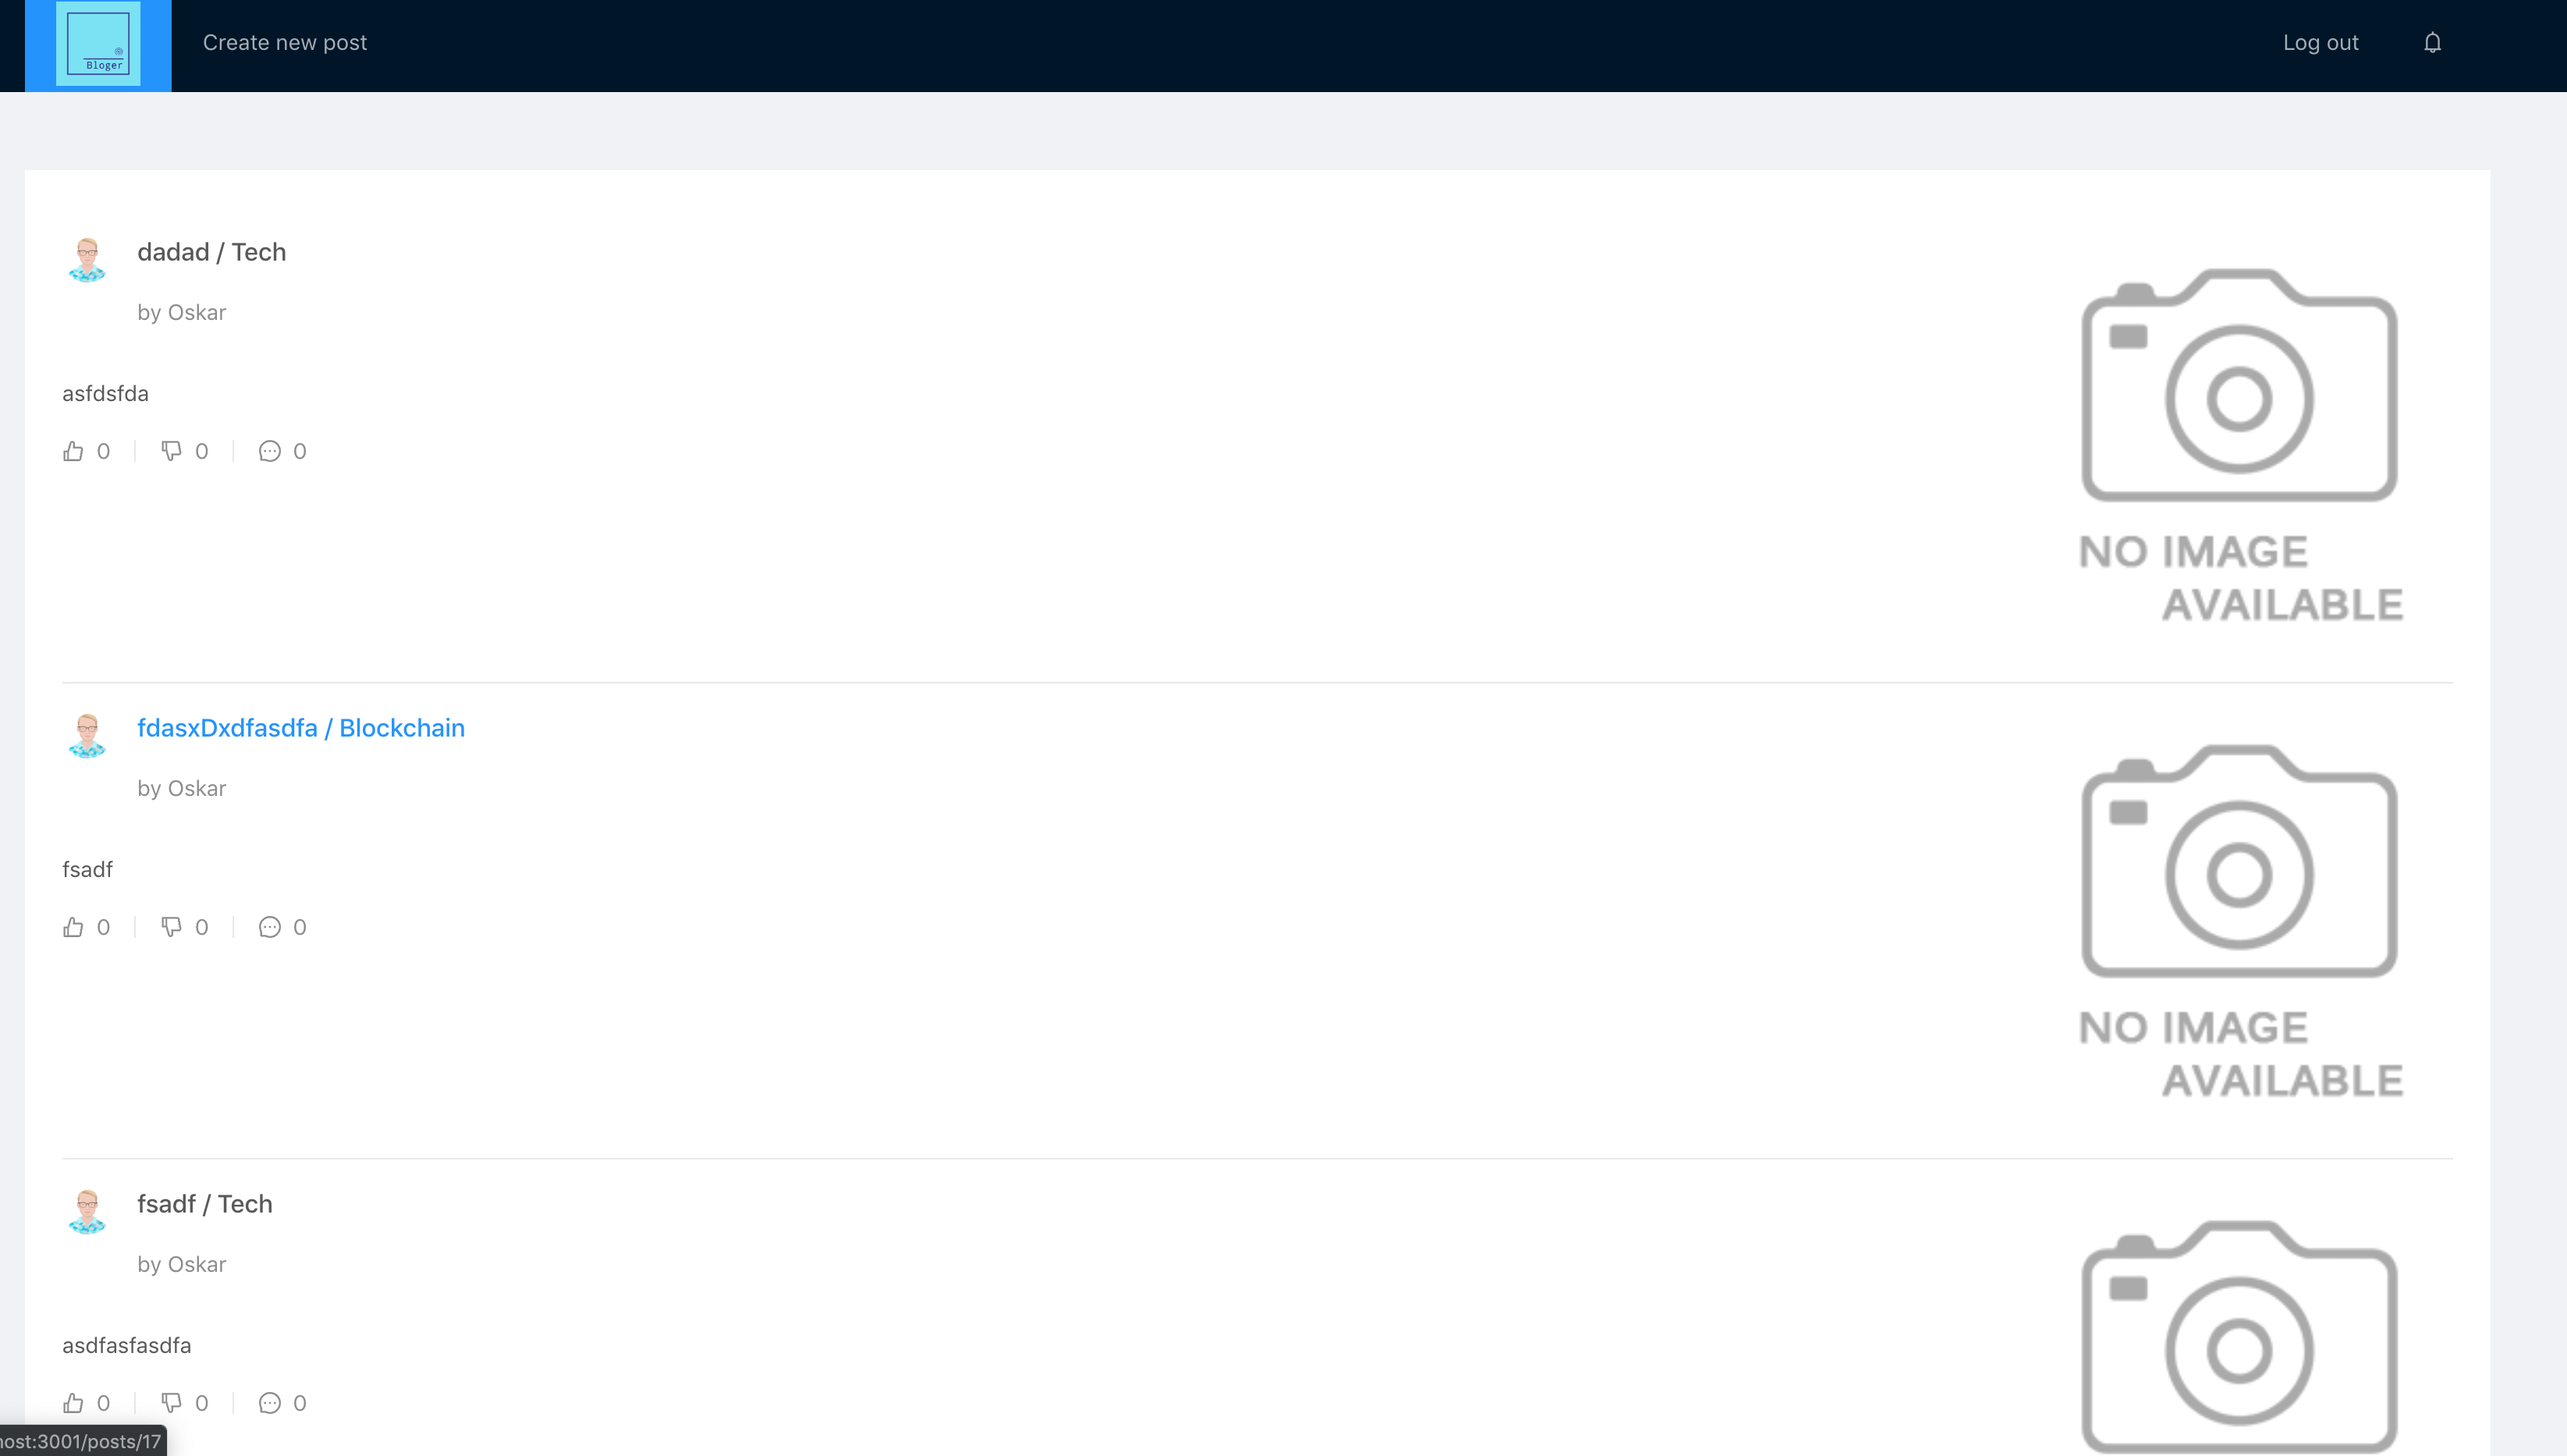 Bloger
Create new post
Log out
dadad / Tech
by Oskar
asfdsfda
0
0
0
NO IMAGE
AVAILABLE
fdasxDxdfasdfa / Blockchain
by Oskar
fsadf
0
0
0
NO IMAGE
AVAILABLE
fsadf / Tech
by Oskar
asdfasfasdfa
0
0
0
host:3001/posts/17